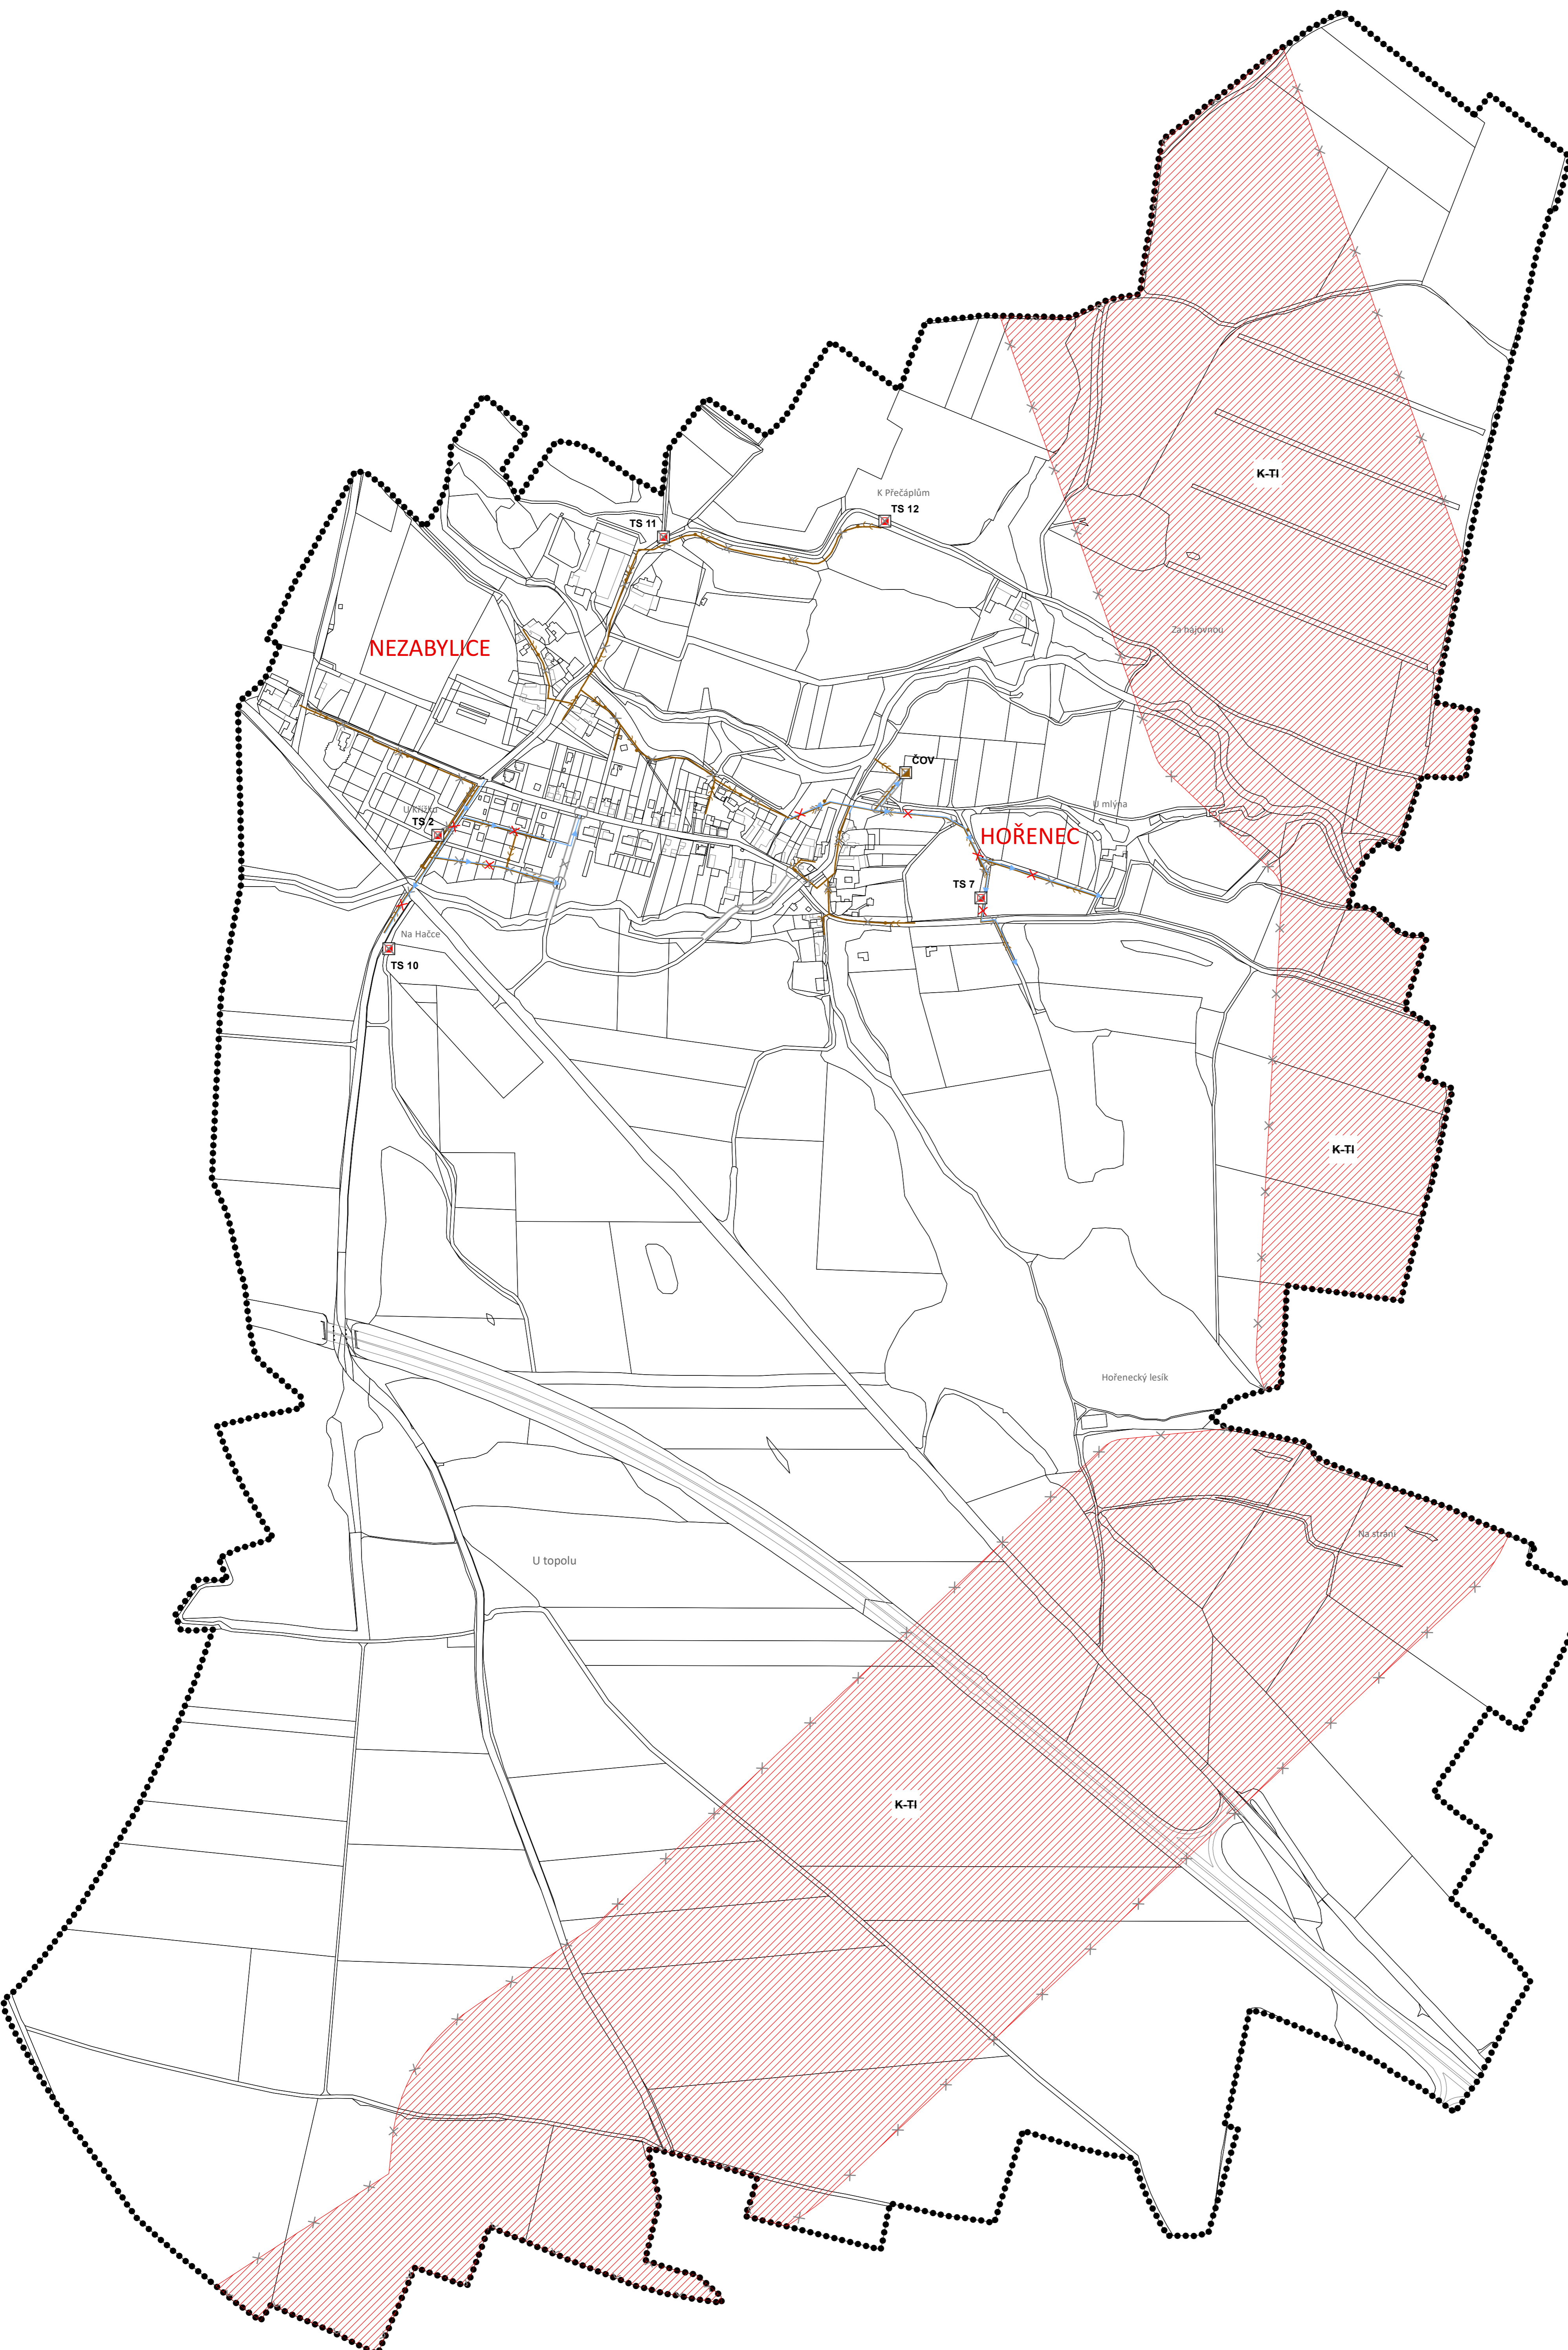 K-TI
K Přečáplům
TS 12
TS 11
Za hájovnou
NEZABYLICE
ČOV
U mlýna
U Křížku
TS 2
HOŘENEC
TS 7
Na Hačce
TS 10
K-TI
Hořenecký lesík
Na stráni
U topolu
K-TI